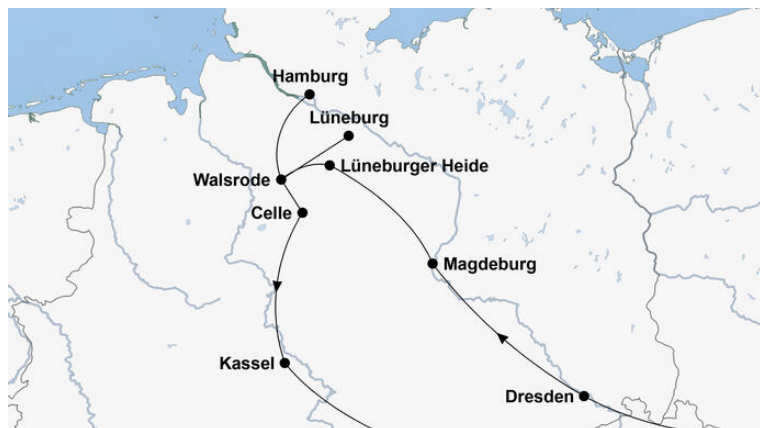 Hamburg
Lüneburg
Lüneburger Heide
Walsrode
Celle
Magdeburg
Kassel
Dresden